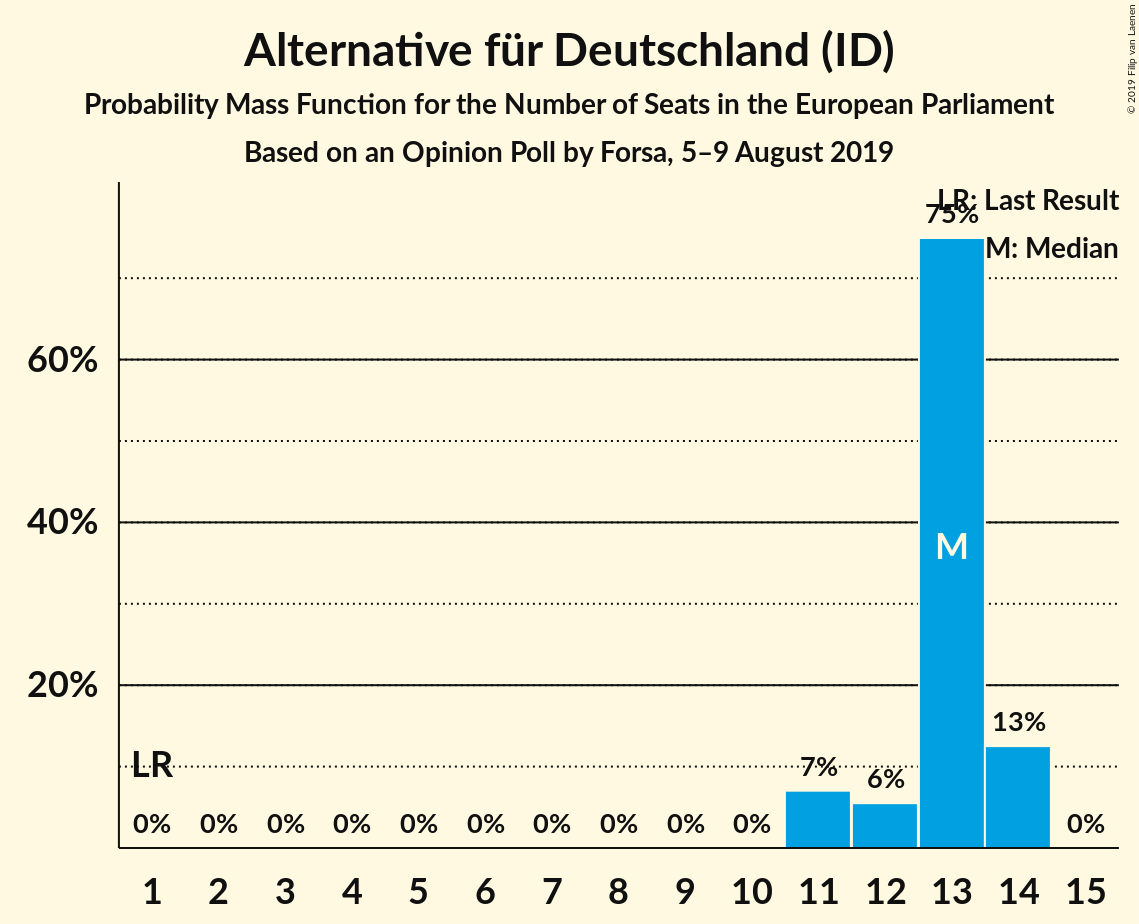 Alternative für Deutschland (ID)
Probability Mass Function for the Number of Seats in the European Parliament
Based on an Opinion Poll by Forsa, 5–9 August 2019
© 2019 Filip van Laenen
LR: Last Result
M: Median
75%
60%
40%
M
20%
13%
LR
7%
6%
0% 0% 0% 0% 0% 0% 0% 0% 0% 0% 0%
1 2 3 4 5 6 7 8 9 10 11 12 13 14 15